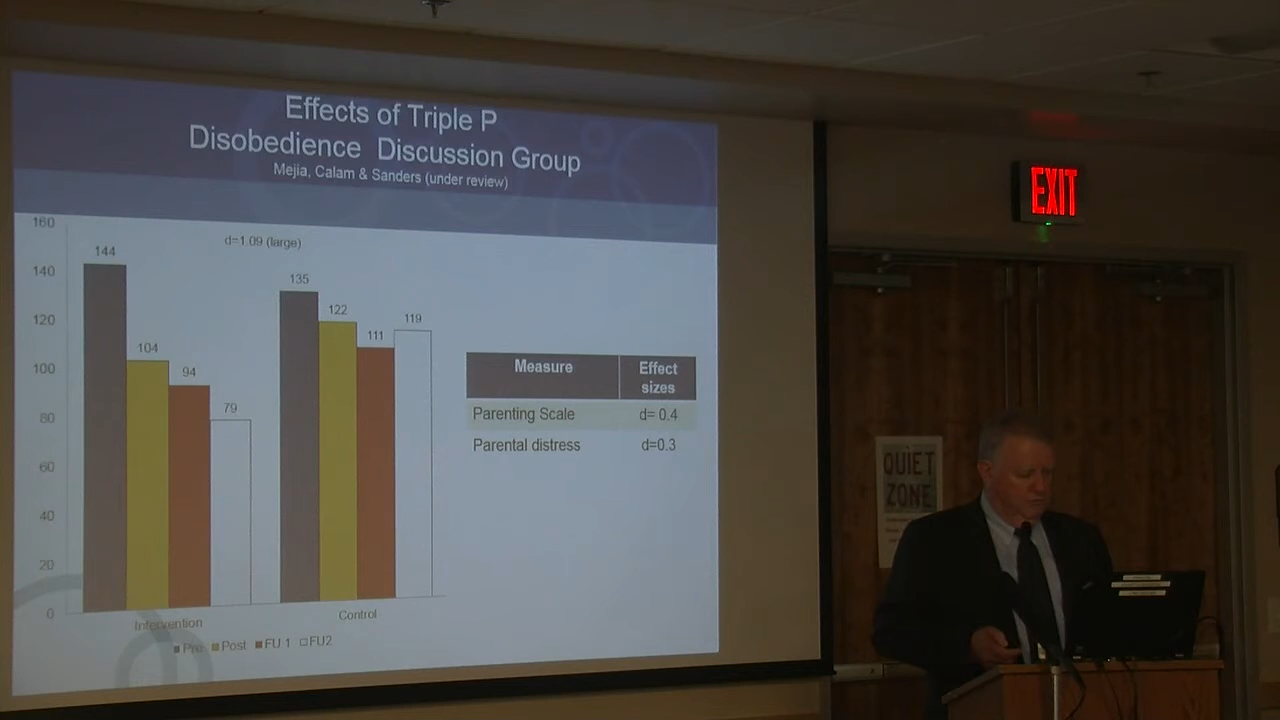 Effects of Triple P
Disobedience Discussion Group
Mejia, Calam & Sanders (under review)
160
140
120
100
80
60
40
20
0
d=1.09 (large)
144
104
94
79
135
122
111
119
Intervention
Control
Pre Post FU 1 FU2
Measure Effect sizes
Parenting Scale d= 0.4
Parental distress d=0.3
EXIT
QUIET
ZONE